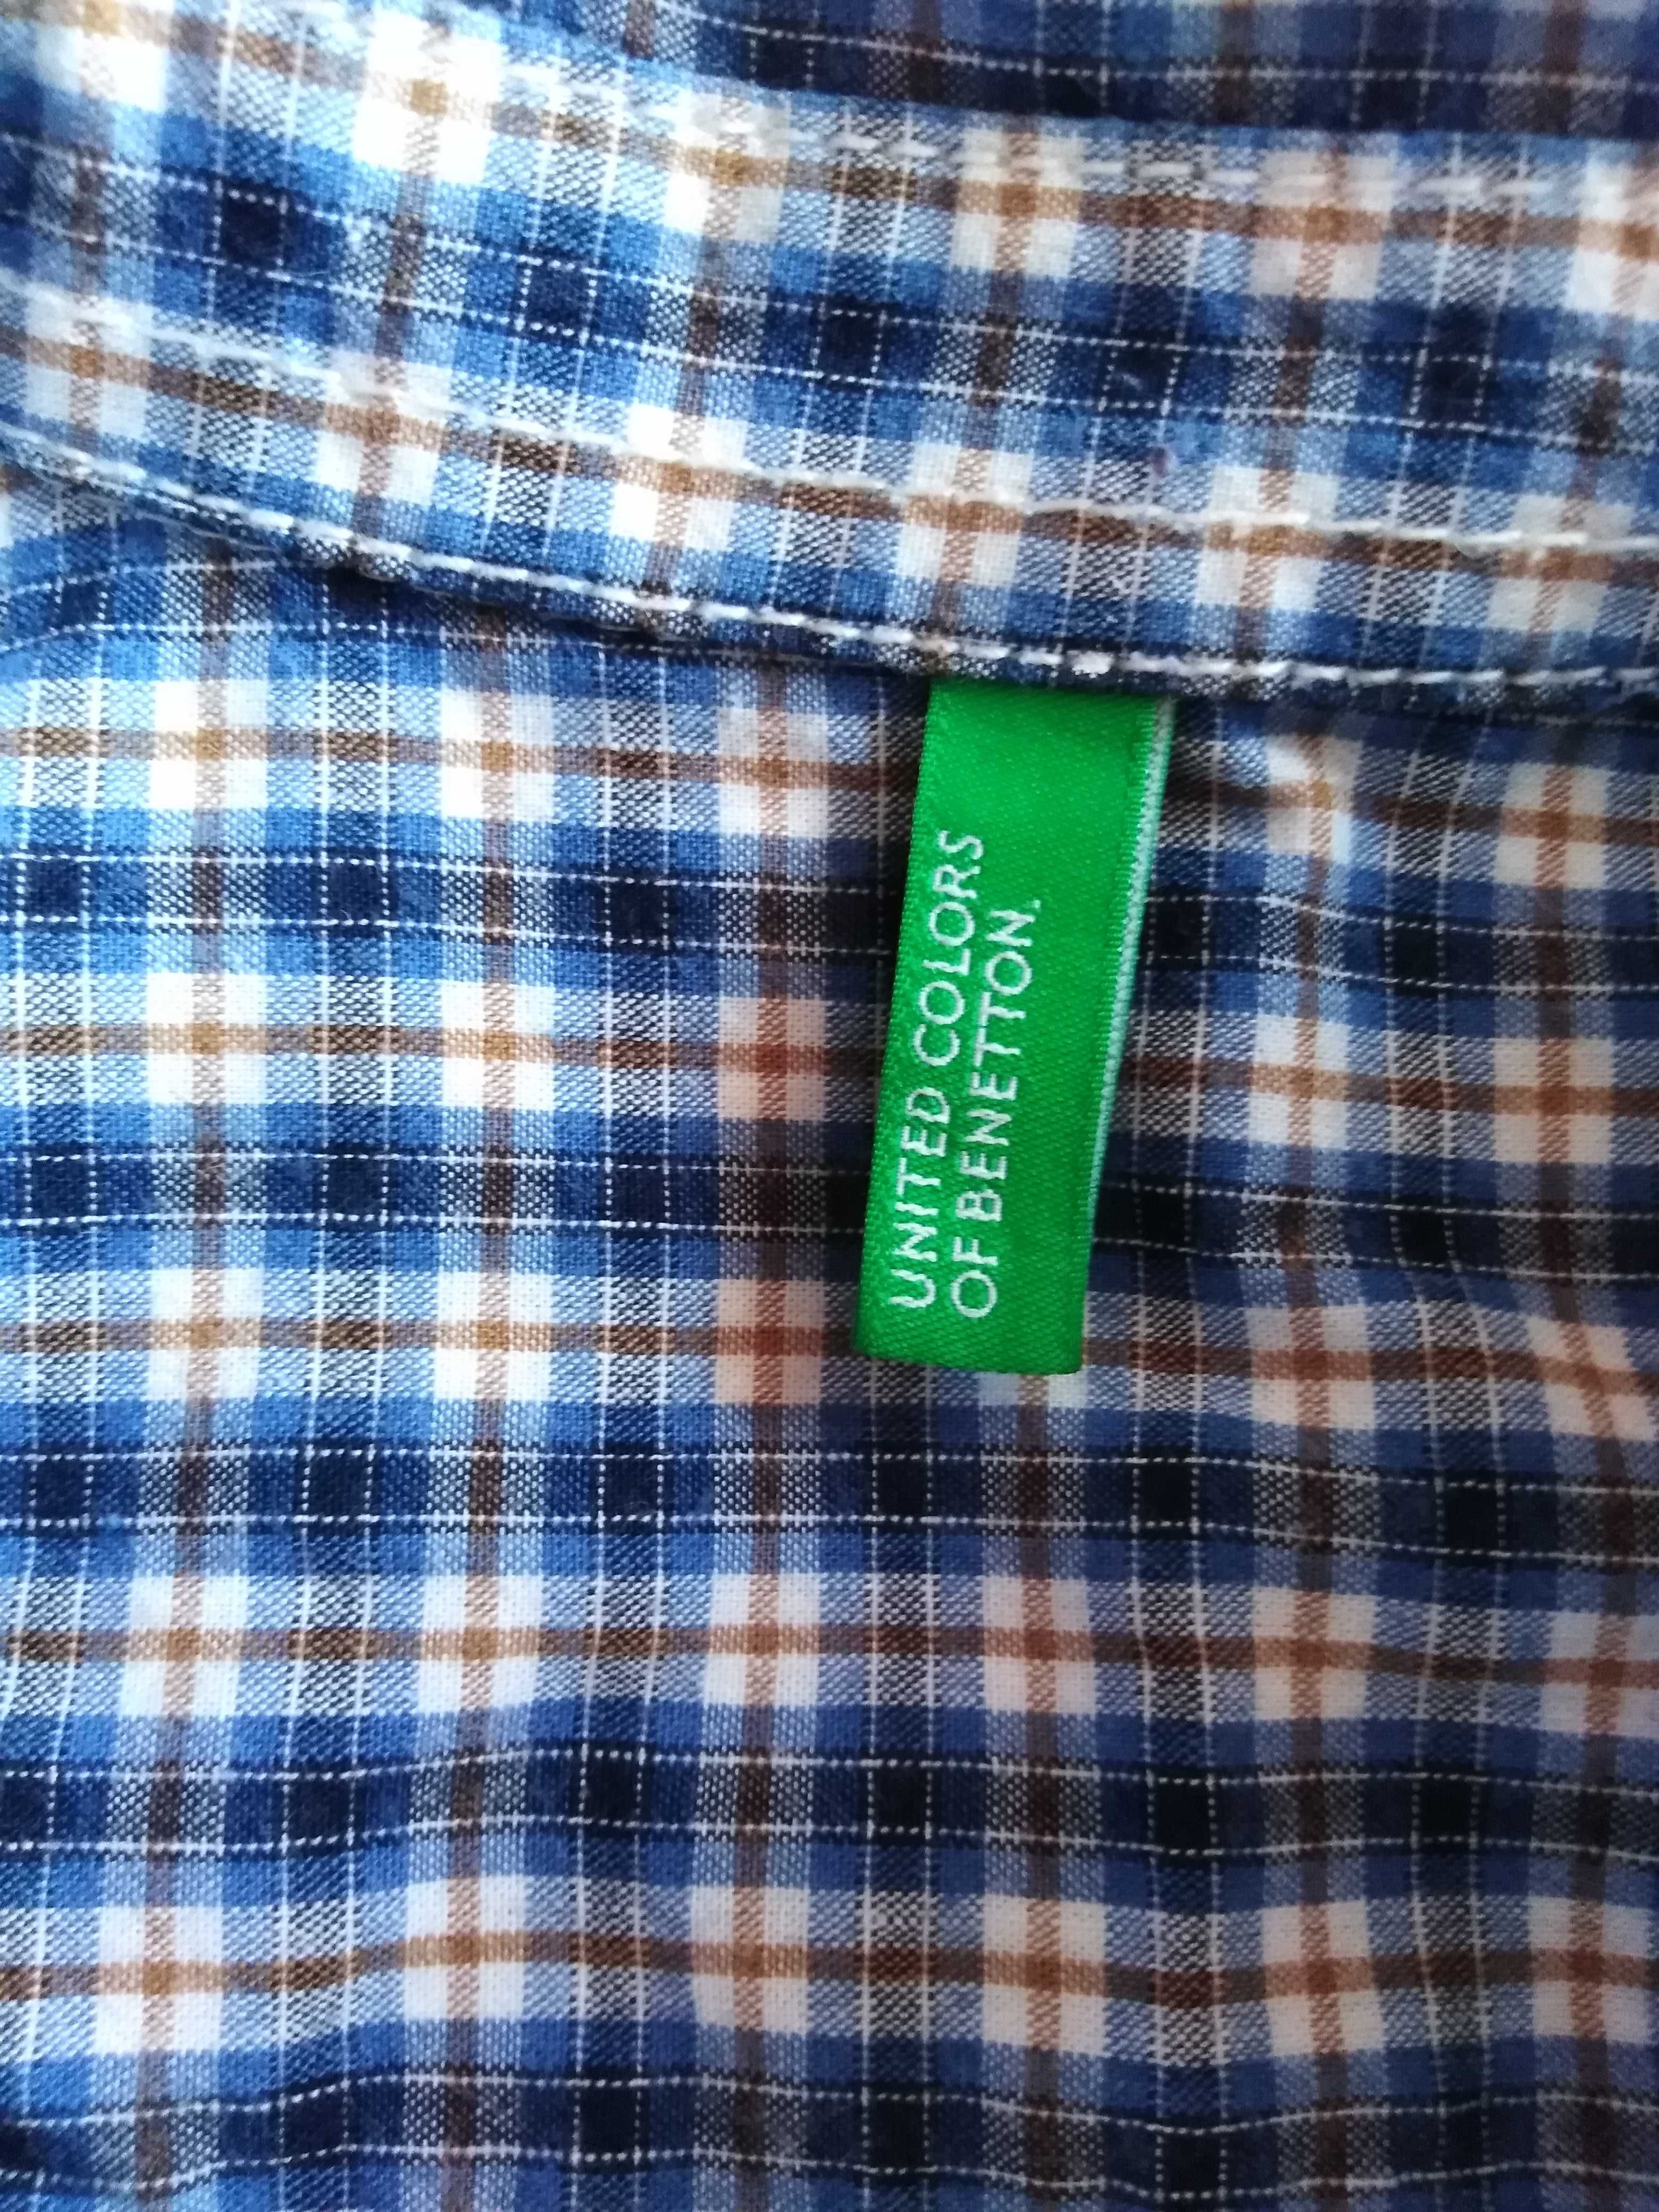 UNITED COLORS
OF BENETTON.